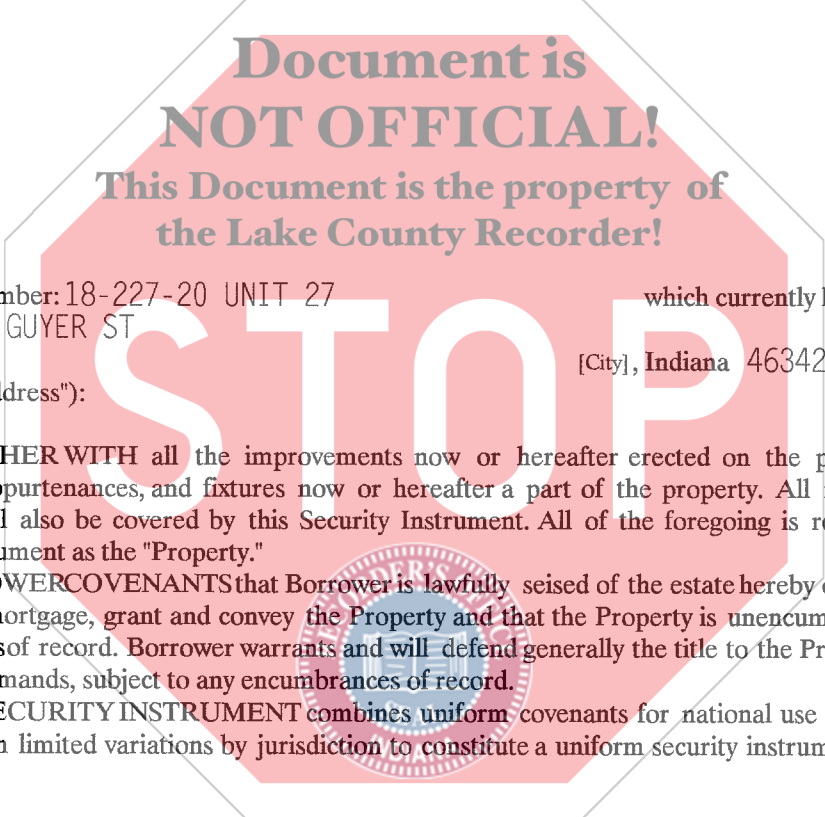 Document is
NOT OFFICIAL!
This Document is the property of
the Lake County Recorder!
mber: 18-227-20 UNIT 27 which currently
GUYER ST
STOP
[City], Indiana 46342
dress"):
HER WITH all the improvements now or hereafter erected on the p
purtenances, and fixtures now or hereafter a part of the property. All
l also be covered by this Security Instrument. All of the foregoing is r
ument as the "Property."
OWER COVENANTS that Borrower is lawfully seised of the estate hereby
ortgage, grant and convey the Property and that the Property is unencum
s of record. Borrower warrants and will defend generally the title to the Pr
mands, subject to any encumbrances of record.
ECURITY INSTRUMENT combines uniform covenants for national use
limited variations by jurisdiction to constitute a uniform security instrum
RECORDER'S OFFICE
SEAL
INDIANA